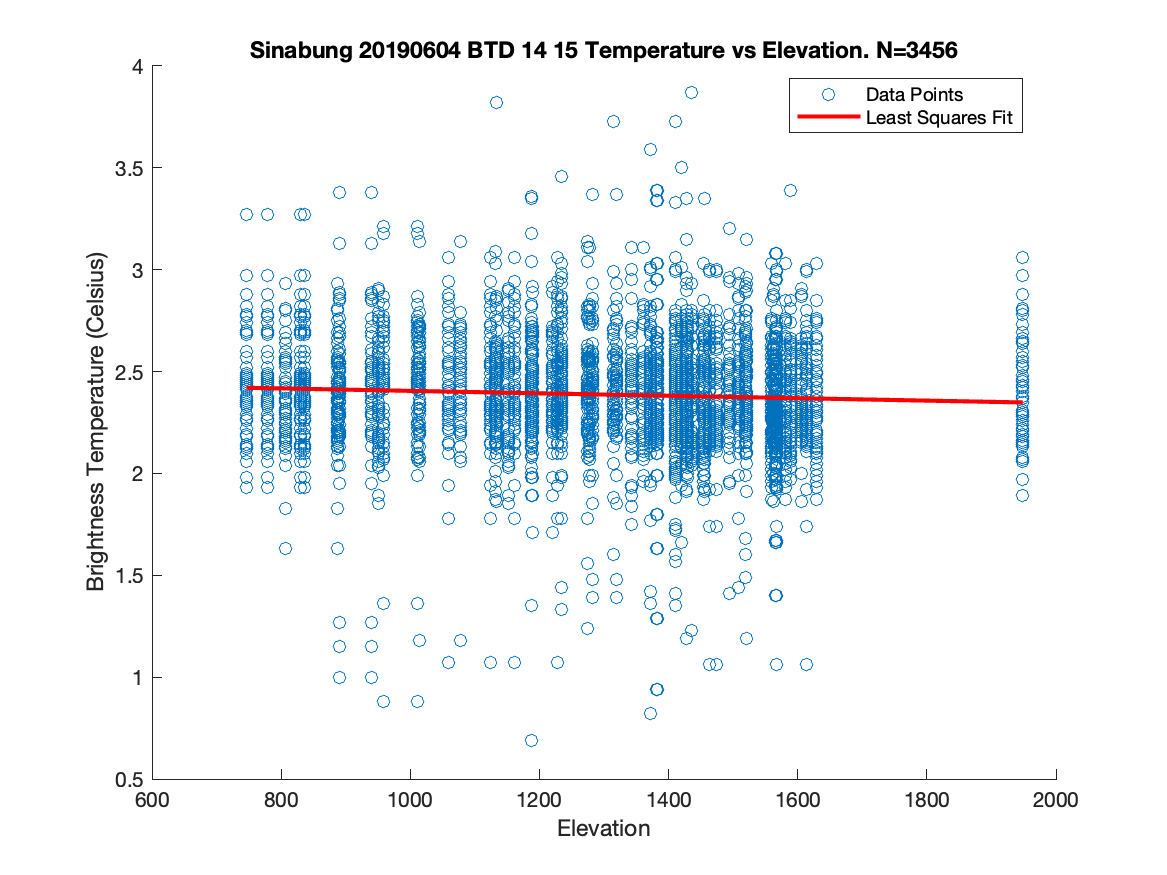 Sinabung 20190604 BTD 14 15 Temperature vs Elevation. N=3456
Data Points
Least Squares Fit
Brightness Temperature (Celsius)
4
3.5
3
2.5
2
1.5
1
0.5
600 800 1000 1200 1400 1600 1800 2000
Elevation